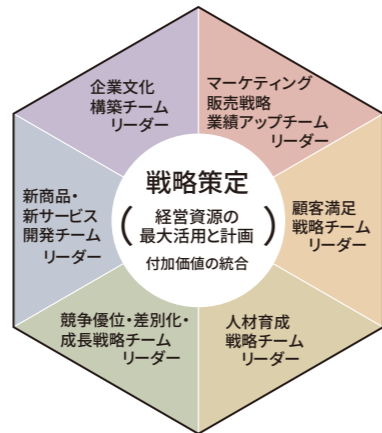 企業文化
構築チーム
リーダー
マーケティング
販売戦略
業績アップチーム
リーダー
新商品・
新サービス
開発チーム
リーダー
戦略策定
(経営資源の
最大活用と計画)
付加価値の統合
顧客満足
戦略チーム
リーダー
競争優位・差別化・
成長戦略チーム
リーダー
人材育成
戦略チーム
リーダー